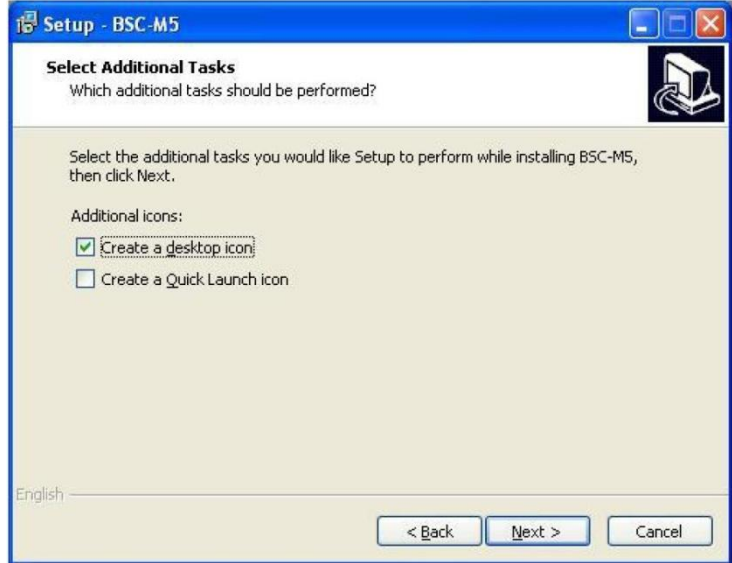 Setup - BSC-M5
Select Additional Tasks
Which additional tasks should be performed?
Select the additional tasks you would like Setup to perform while installing BSC-M5,
then click Next.
Additional icons:
Create a desktop icon
Create a Quick Launch icon
English
< Back
Next >
Cancel